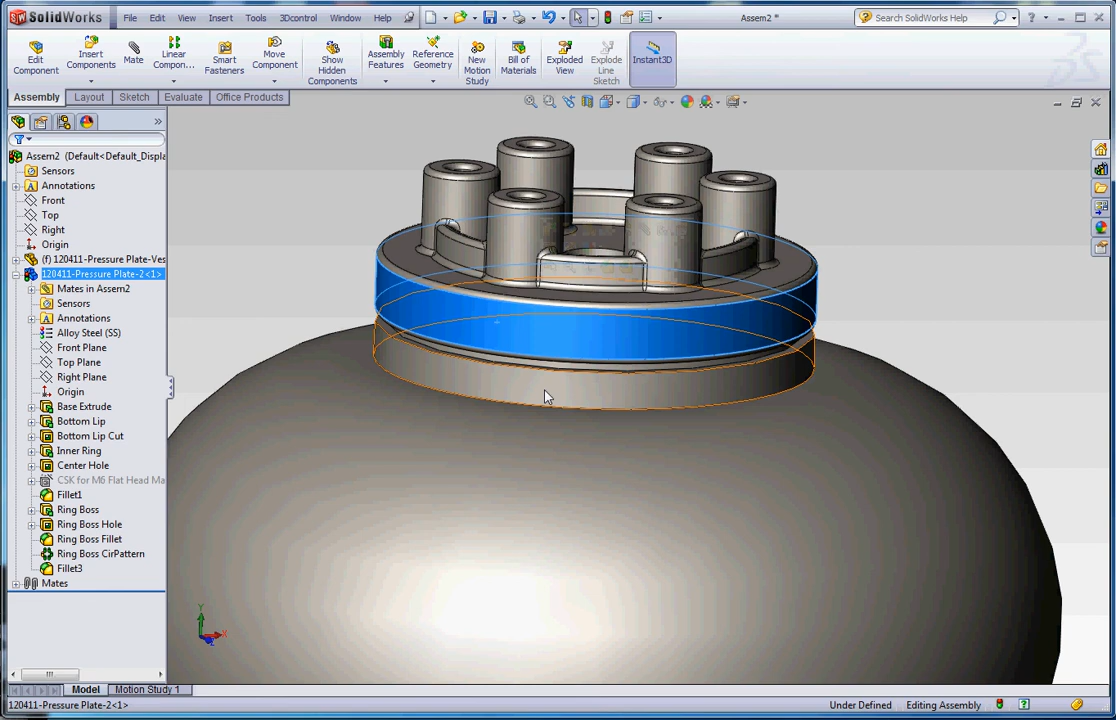 SolidWorks
File Edit View Insert Tools 3Dcontrol Window Help
Assem2 *
Search SolidWorks Help
Edit Component
Insert Components
Mate
Linear Compon...
Smart Fasteners
Move Component
Show Hidden Components
Assembly Features
Reference Geometry
New Motion Study
Bill of Materials
Exploded View
Explode Line Sketch
Instant3D
Assembly Layout Sketch Evaluate Office Products
Assem2 (Default<Default_Displa
Sensors
Annotations
Front
Top
Right
Origin
(f) 120411-Pressure Plate-Ves
120411-Pressure Plate-2<1>
Mates in Assem2
Sensors
Annotations
Alloy Steel (SS)
Front Plane
Top Plane
Right Plane
Origin
Base Extrude
Bottom Lip
Bottom Lip Cut
Inner Ring
Center Hole
CSK for M6 Flat Head Ma
Fillet1
Ring Boss
Ring Boss Hole
Ring Boss Fillet
Ring Boss CirPattern
Fillet3
Mates
Y
X
Z
Model Motion Study 1
120411-Pressure Plate-2<1>
Under Defined Editing Assembly